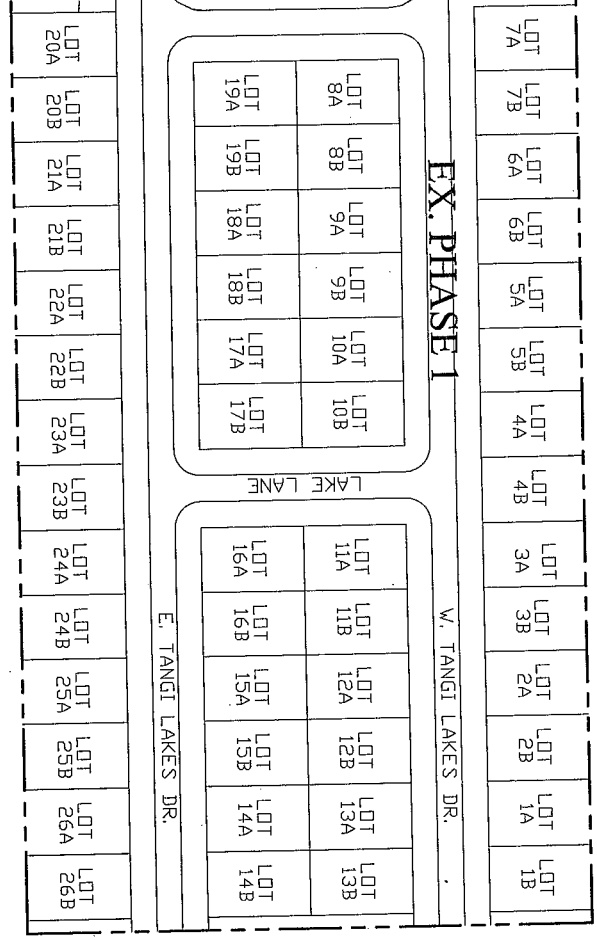 LOT
20A
LOT
20B
LOT
21A
LOT
21B
LOT
22A
LOT
22B
LOT
23A
LOT
23B
LOT
24A
LOT
24B
LOT
25A
LOT
25B
LOT
26A
LOT
26B
E. TANGI LAKES DR.
LOT
19A
LOT
19B
LOT
18A
LOT
18B
LOT
17A
LOT
17B
LOT
8A
LOT
8B
LOT
9A
LOT
9B
LOT
10A
LOT
10B
LAKE LANE
LOT
16A
LOT
16B
LOT
15A
LOT
15B
LOT
14A
LOT
14B
LOT
11A
LOT
11B
LOT
12A
LOT
12B
LOT
13A
LOT
13B
EX. PHASE 1
W. TANGI LAKES DR.
LOT
7A
LOT
7B
LOT
6A
LOT
6B
LOT
5A
LOT
5B
LOT
4A
LOT
4B
LOT
3A
LOT
3B
LOT
2A
LOT
2B
LOT
1A
LOT
1B